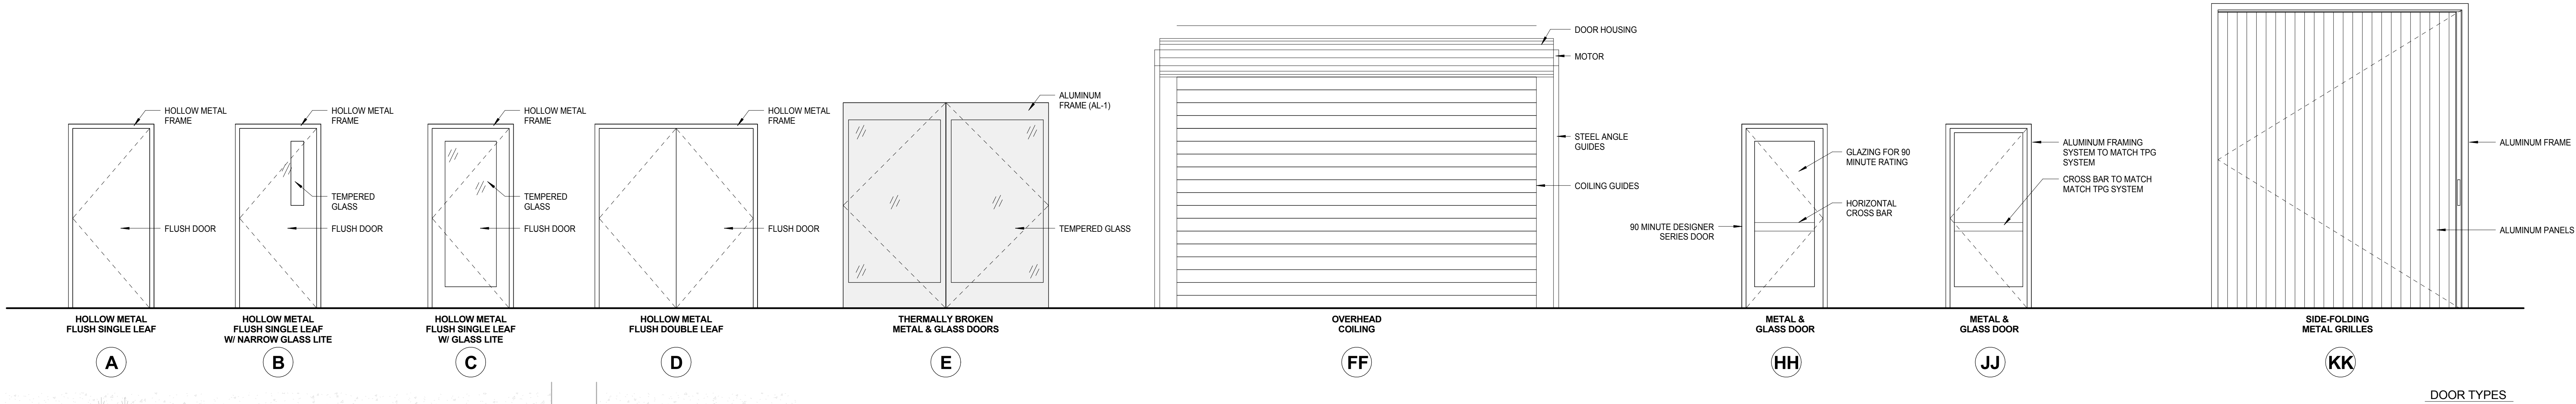 HOLLOW METAL
FRAME
TEMPERED
GLASS
FLUSH DOOR
HOLLOW METAL
FLUSH SINGLE LEAF
A
HOLLOW METAL
FRAME
FLUSH DOOR
HOLLOW METAL
FLUSH SINGLE LEAF
W/ NARROW GLASS LITE
B
HOLLOW METAL
FRAME
TEMPERED
GLASS
FLUSH DOOR
HOLLOW METAL
FLUSH SINGLE LEAF
W/ GLASS LITE
C
HOLLOW METAL
FRAME
FLUSH DOOR
HOLLOW METAL
FLUSH DOUBLE LEAF
D
ALUMINUM
FRAME (AL-1)
TEMPERED GLASS
THERMALLY BROKEN
METAL & GLASS DOORS
E
DOOR HOUSING
MOTOR
STEEL ANGLE
GUIDES
COILING GUIDES
OVERHEAD
COILING
FF
GLAZING FOR 90
MINUTE RATING
HORIZONTAL
CROSS BAR
90 MINUTE DESIGNER
SERIES DOOR
METAL &
GLASS DOOR
HH
ALUMINUM FRAMING
SYSTEM TO MATCH TPG
SYSTEM
CROSS BAR TO MATCH
MATCH TPG SYSTEM
METAL &
GLASS DOOR
JJ
ALUMINUM FRAME
ALUMINUM PANELS
SIDE-FOLDING
METAL GRILLES
KK
DOOR TYPES